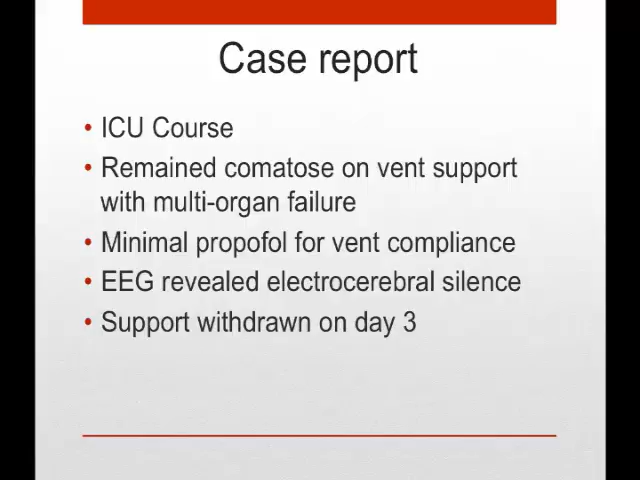 Case report
• ICU Course
• Remained comatose on vent support
with multi-organ failure
• Minimal propofol for vent compliance
• EEG revealed electrocerebral silence
• Support withdrawn on day 3